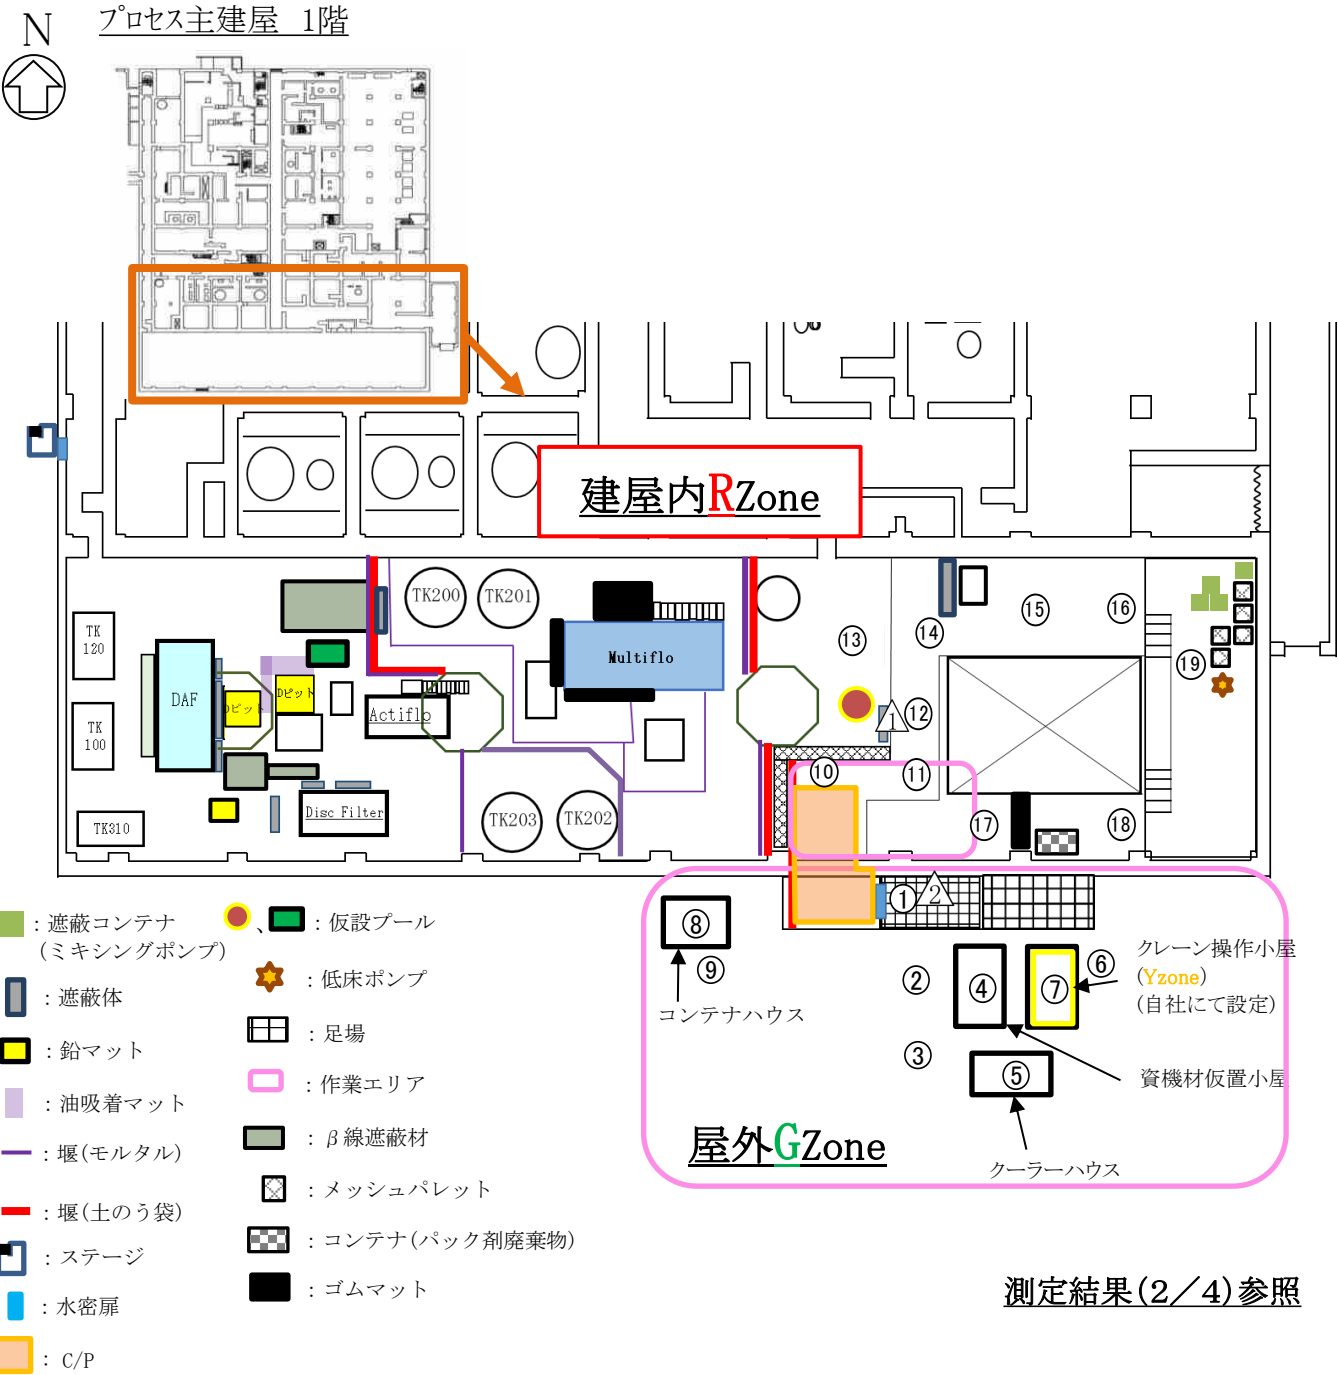 N
プロセス主建屋 1階
建屋内RZone
TK200
TK201
TK
120
DAF
Dピット
Dピット
Multiflo
Actiflo
TK
100
TK310
Disc Filter
TK203
TK202
⑬
⑭
⑮
⑯
⑲
⑫
1
⑩
⑪
⑰
⑱
①
2
⑧
⑨
②
④
⑦
⑥
③
⑤
クレーン操作小屋
(Yzone)
(自社にて設定)
コンテナハウス
資機材仮置小屋
クーラーハウス
屋外GZone
：遮蔽コンテナ
(ミキシングポンプ)
、
：仮設プール
：遮蔽体
：低床ポンプ
：鉛マット
：足場
：油吸着マット
：作業エリア
：堰(モルタル)
：β線遮蔽材
：堰(土のう袋)
：メッシュパレット
：ステージ
：コンテナ(パック剤廃棄物)
：水密扉
：ゴムマット
：C/P
測定結果(2／4)参照